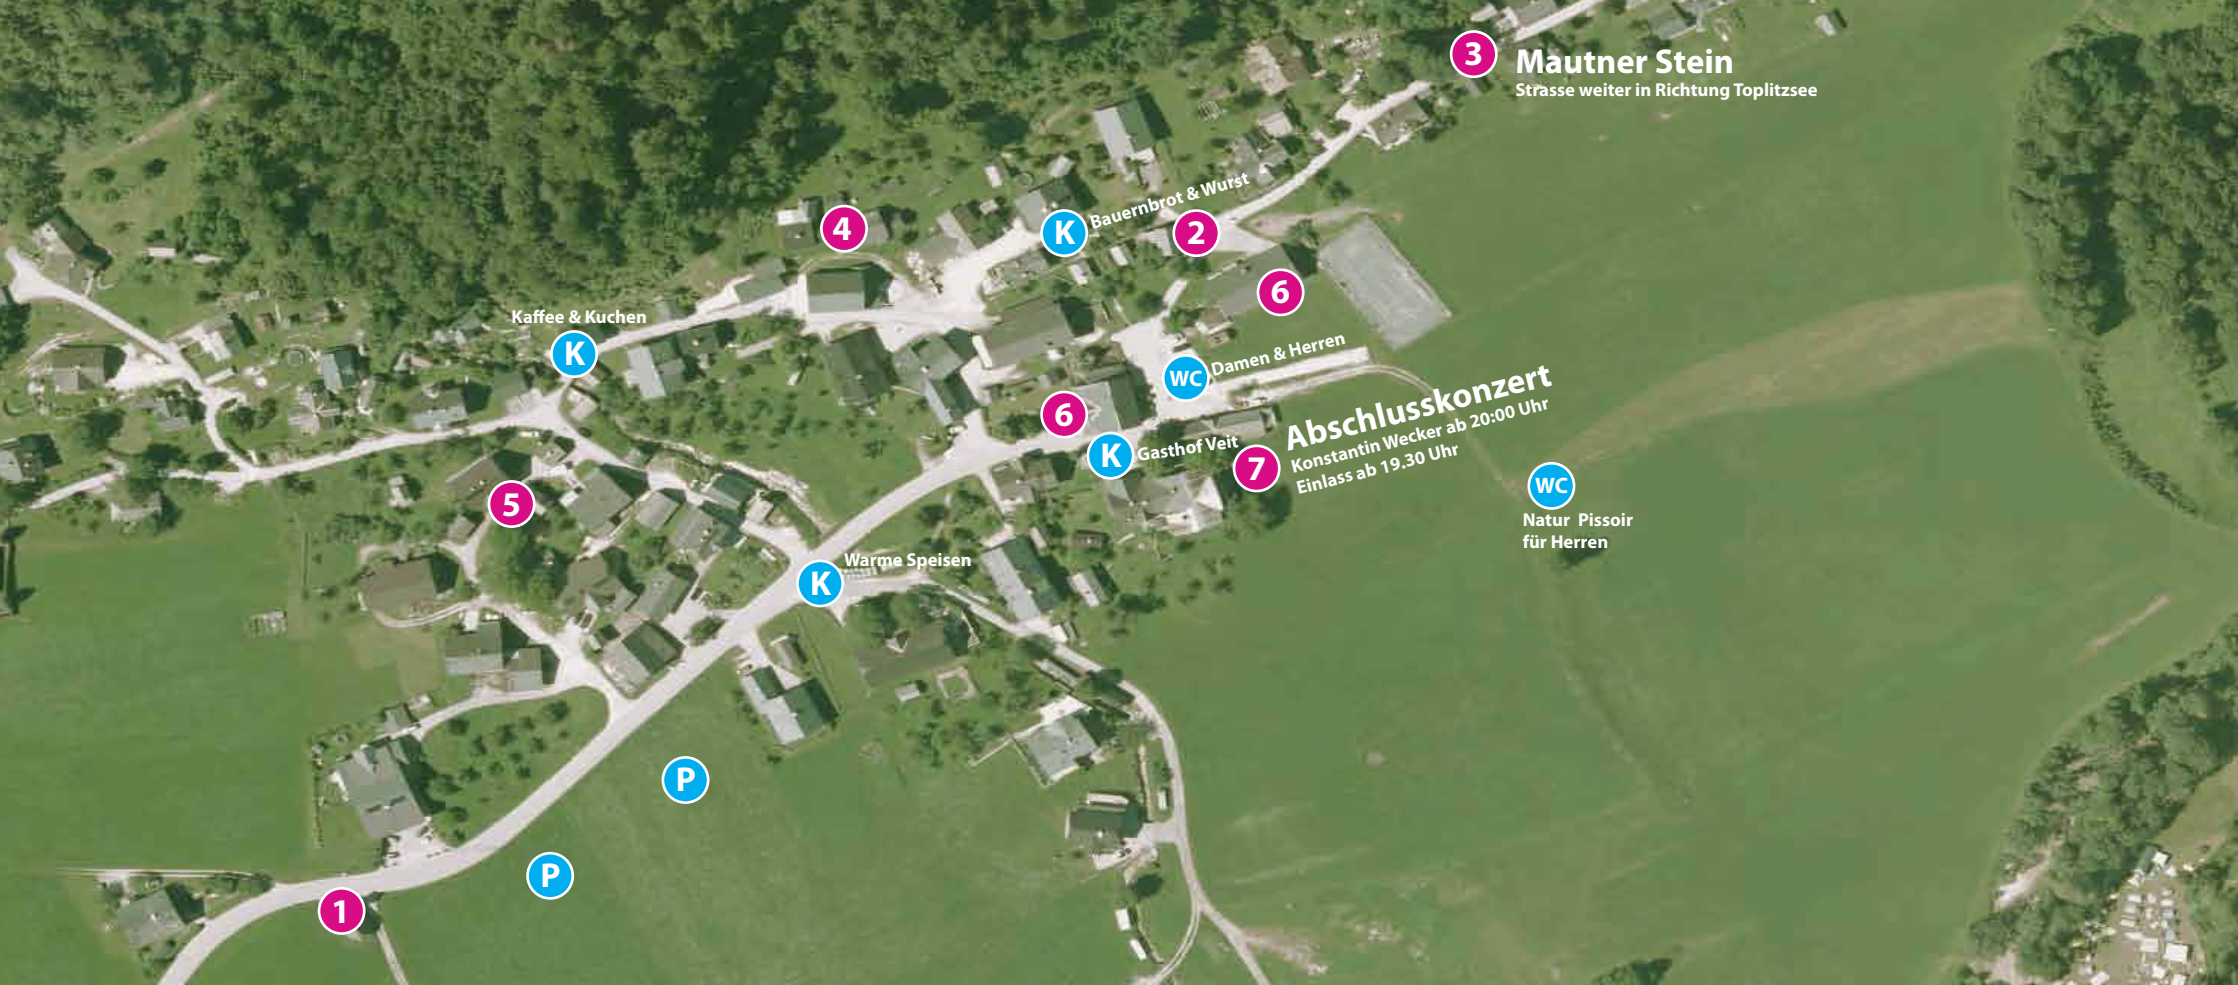 3
Mautner Stein
Strasse weiter in Richtung Toplitzsee
4
K
Bauernbrot & Wurst
2
6
Kaffee & Kuchen
K
WC
Damen & Herren
6
K
Gasthof Veit
7
Abschlusskonzert
Konstantin Wecker ab 20:00 Uhr
Einlass ab 19.30 Uhr
5
WC
Natur Pissoir
für Herren
K
Warme Speisen
P
P
1